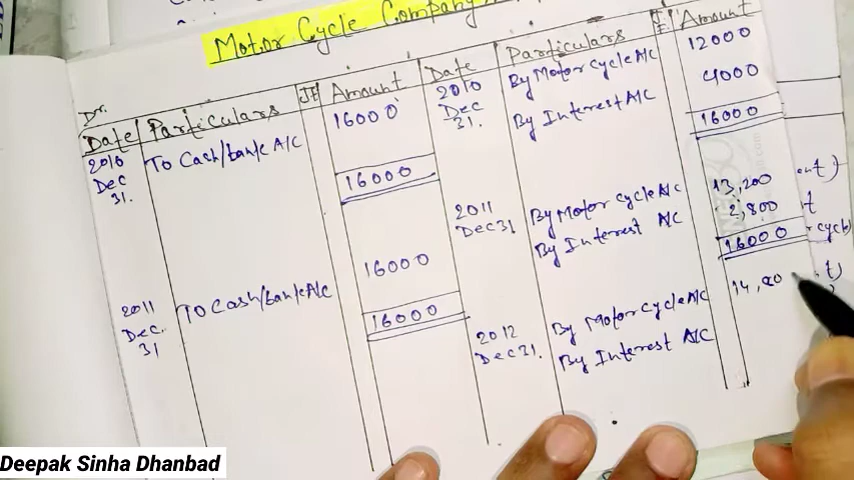 Motor Cycle Company
Dr.
Date Particulars JF Amount Date Particulars J.F. Amount
2010 Dec 31. To Cash/bank A/C 16000
16000
2011 Dec. 31 To Cash/bank A/C 16000
16000
2010 Dec 31. By Motor Cycle A/C 12000
By Interest A/C 4000
16000
2011 Dec 31 By Motor Cycle A/C 13,200
By Interest A/C 2,800
16000
2012 Dec 31. By Motor Cycle A/C 14,
By Interest A/C
Deepak Sinha Dhanbad